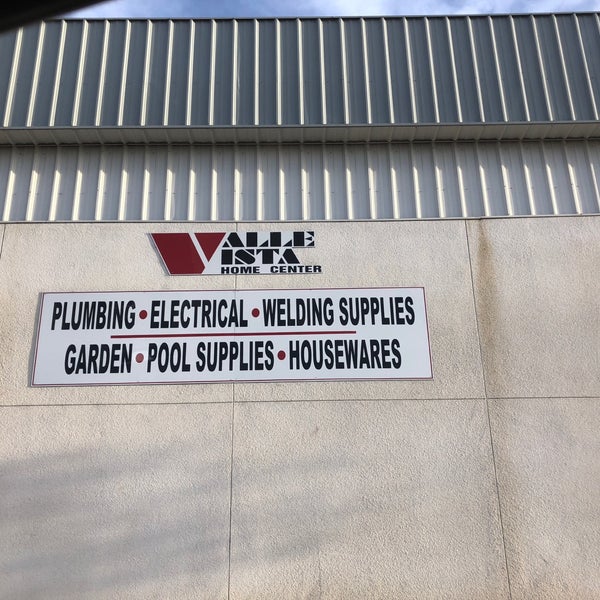 VALLE
VISTA
HOME CENTER
PLUMBING • ELECTRICAL • WELDING SUPPLIES
GARDEN • POOL SUPPLIES • HOUSEWARES